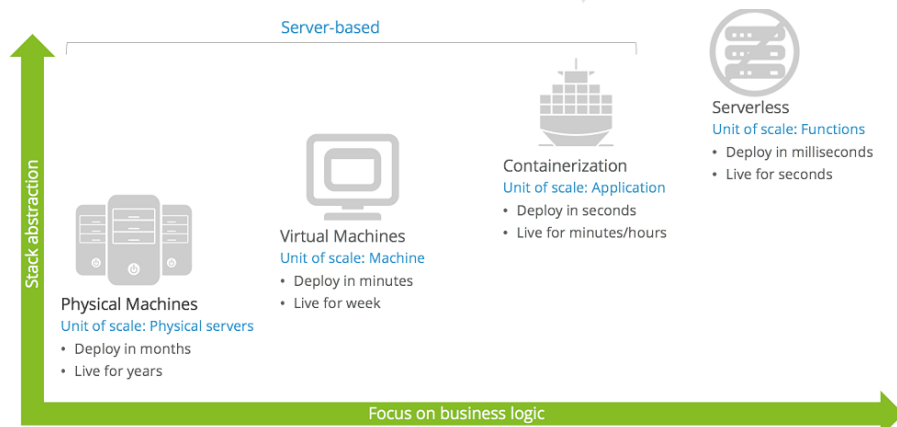 Server-based
Stack abstraction
Physical Machines
Unit of scale: Physical servers
• Deploy in months
• Live for years
Virtual Machines
Unit of scale: Machine
• Deploy in minutes
• Live for week
Containerization
Unit of scale: Application
• Deploy in seconds
• Live for minutes/hours
Serverless
Unit of scale: Functions
• Deploy in milliseconds
• Live for seconds
Focus on business logic